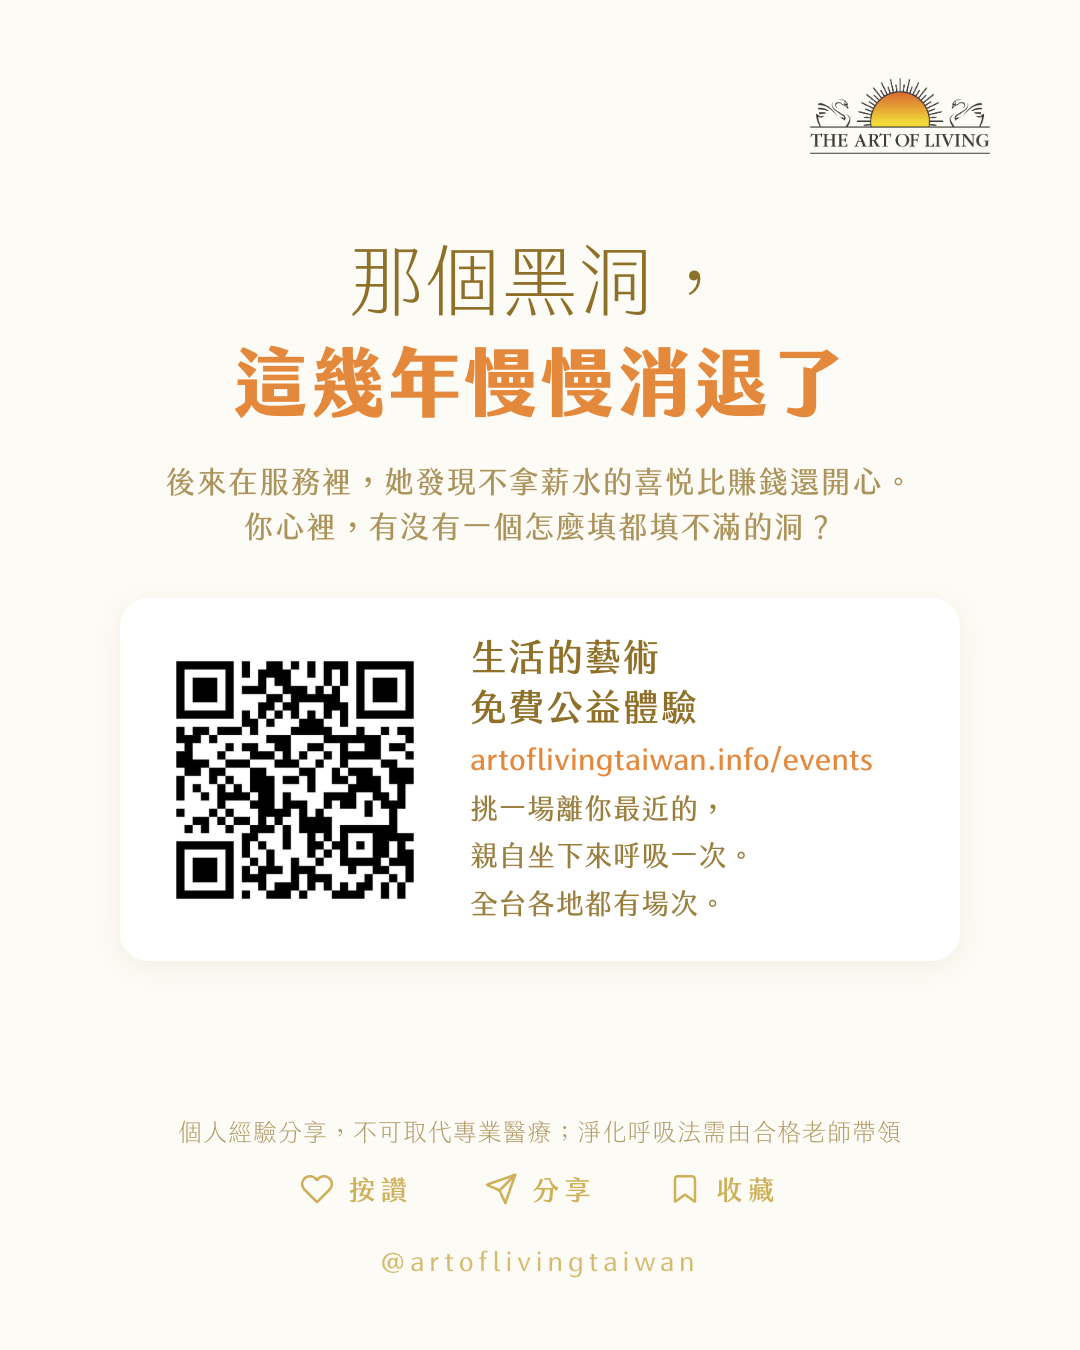 THE ART OF LIVING
那個黑洞，
這幾年慢慢消退了
後來在服務裡，她發現不拿薪水的喜悅比賺錢還開心。
你心裡，有沒有一個怎麼填都填不滿的洞？
生活的藝術
免費公益體驗
artoflivingtaiwan.info/events
挑一場離你最近的，
親自坐下來呼吸一次。
全台各地都有場次。
個人經驗分享，不可取代專業醫療；淨化呼吸法需由合格老師帶領
按讚 分享 收藏
@artoflivingtaiwan